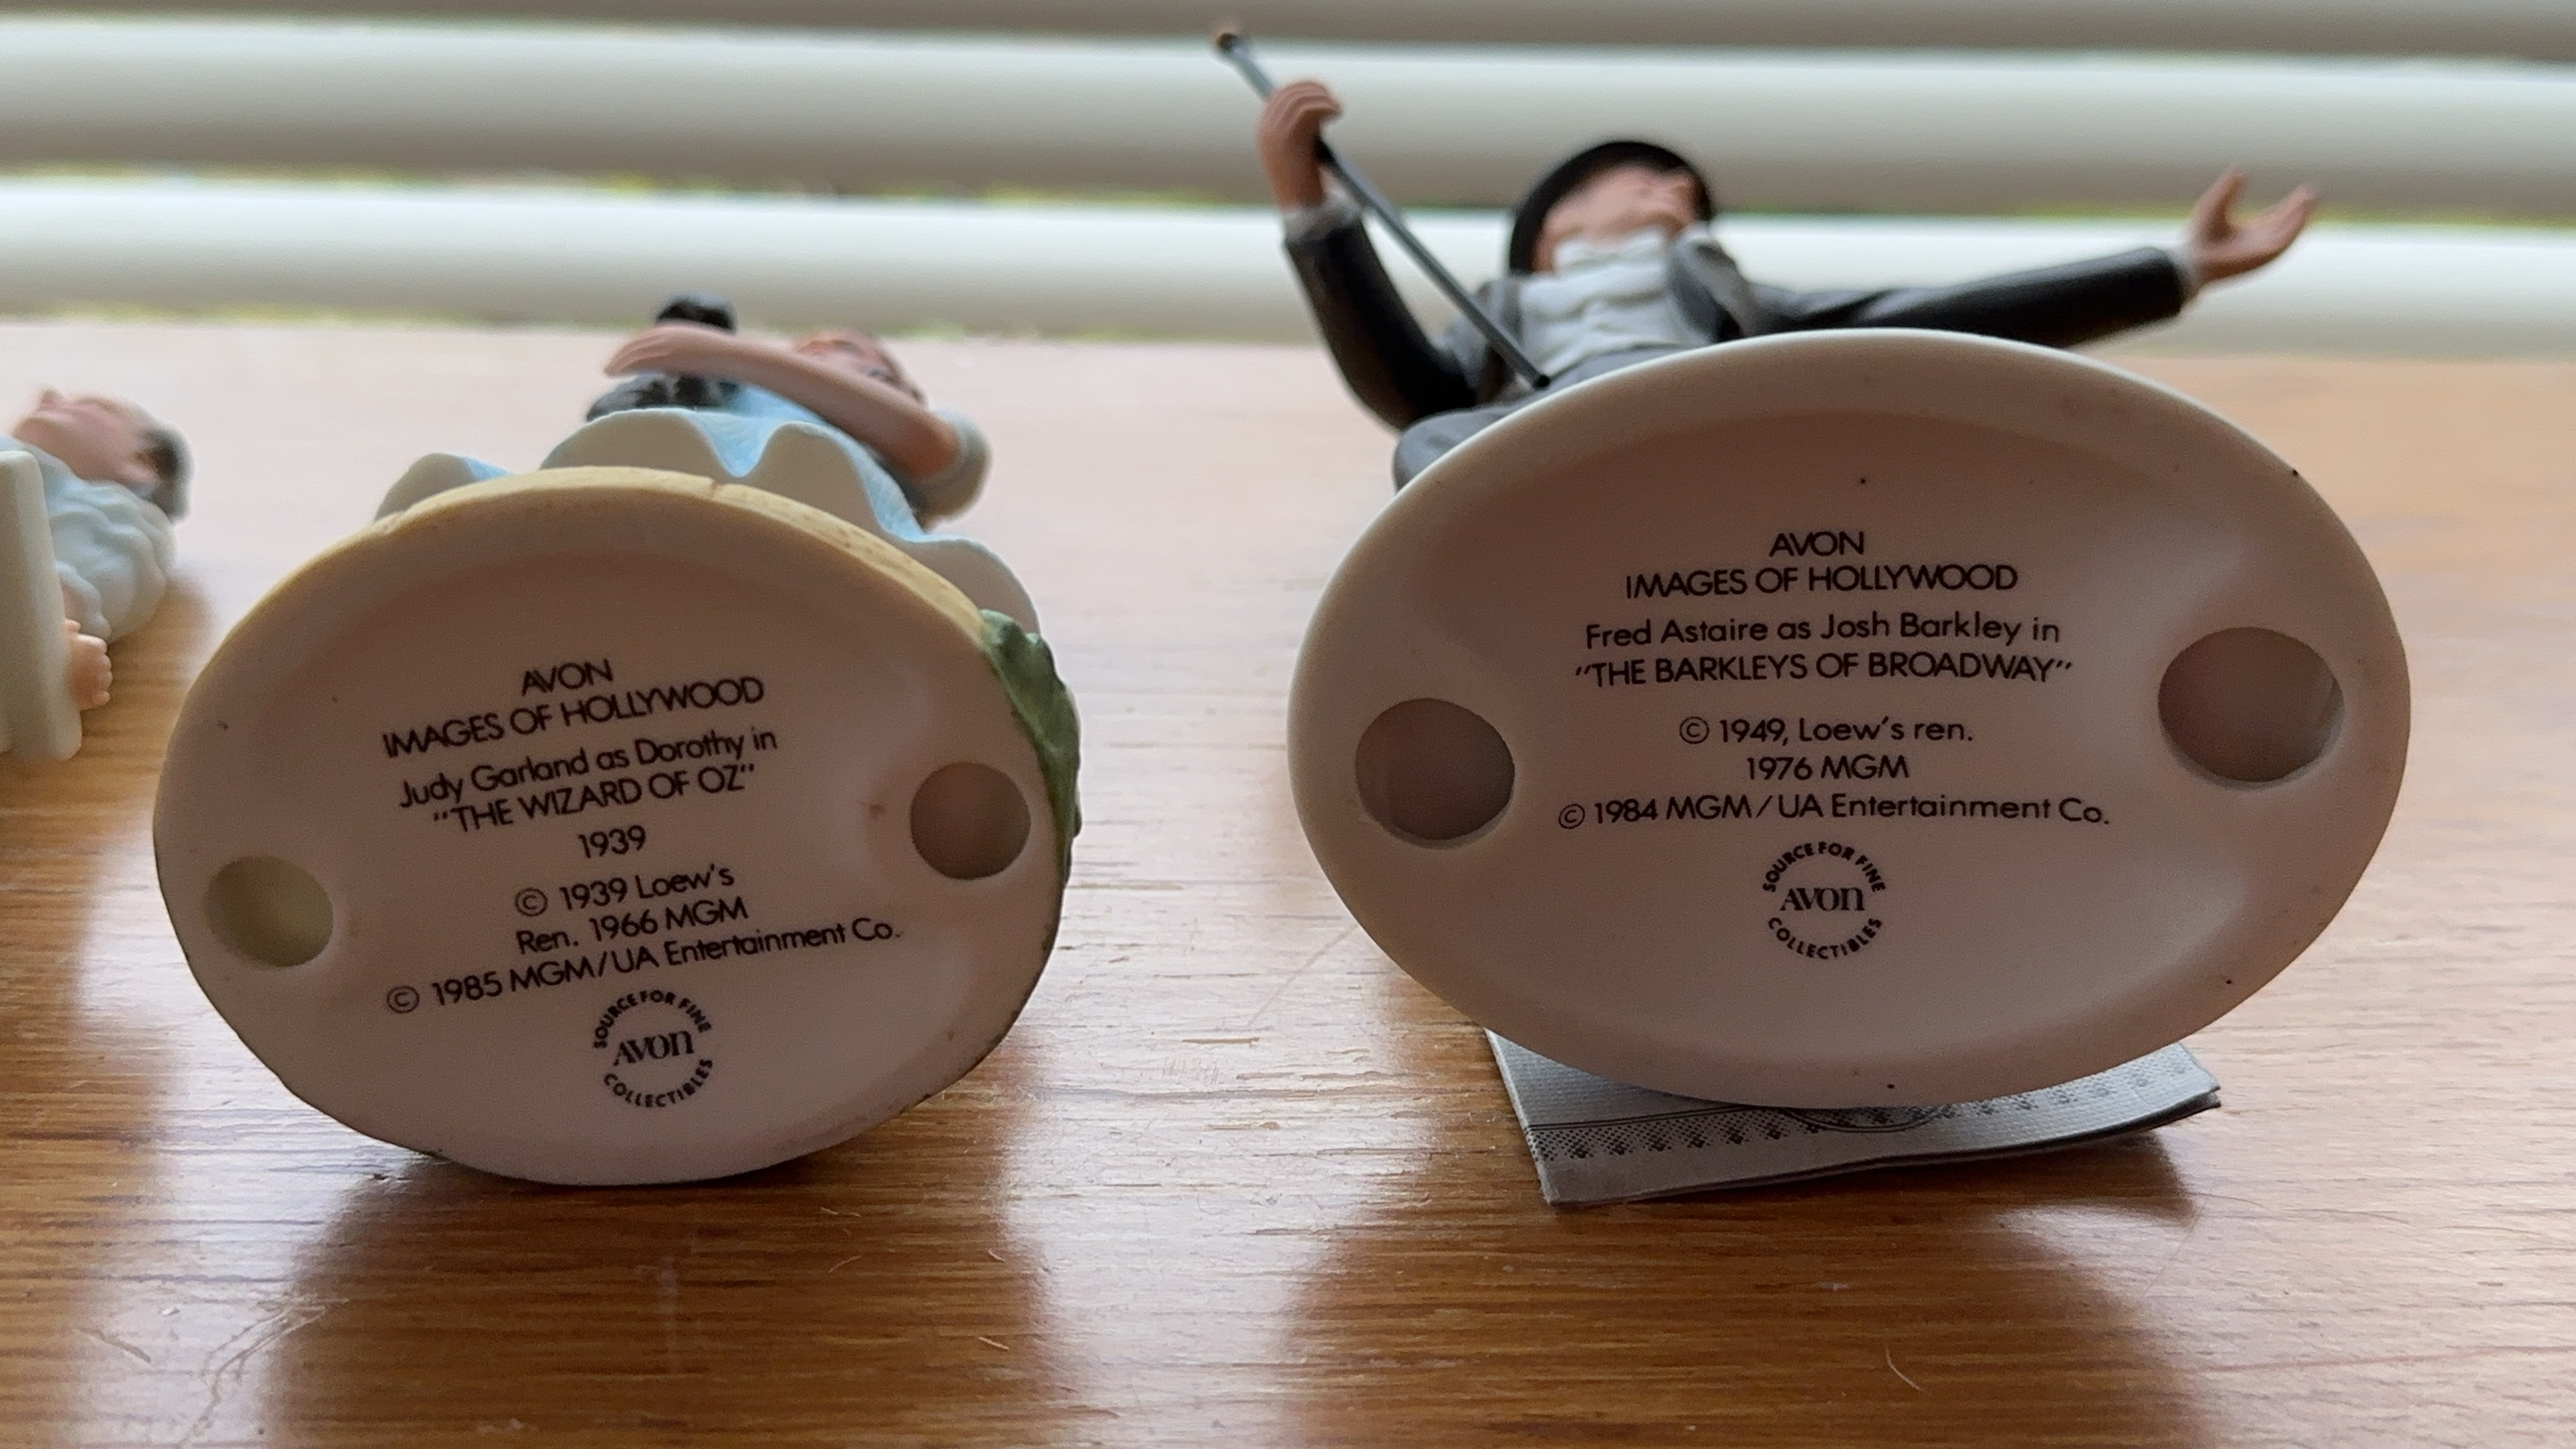 AVON
IMAGES OF HOLLYWOOD
Judy Garland as Dorothy in
"THE WIZARD OF OZ"
1939
© 1939 Loew's
Ren. 1966 MGM
© 1985 MGM/UA Entertainment Co.
SOURCE FOR FINE
AVON
COLLECTIBLES
AVON
IMAGES OF HOLLYWOOD
Fred Astaire as Josh Barkley in
"THE BARKLEYS OF BROADWAY"
© 1949, Loew's ren.
1976 MGM
© 1984 MGM/UA Entertainment Co.
SOURCE FOR FINE
AVON
COLLECTIBLES